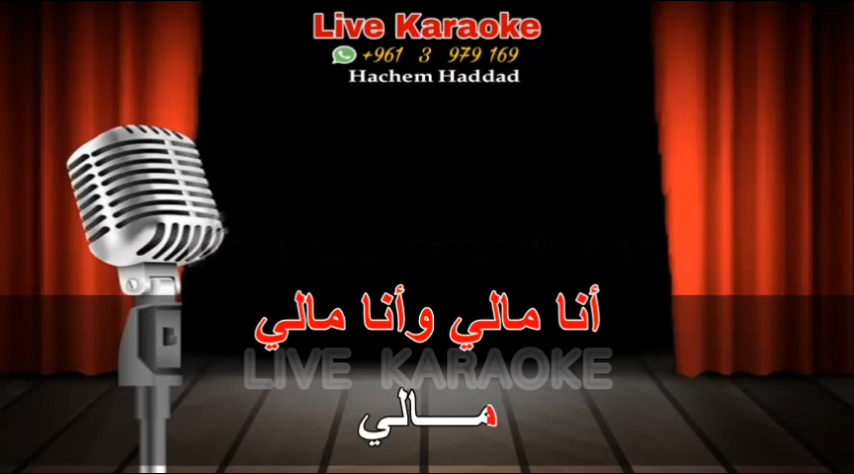 Live Karaoke
+961 3 979 169
Hachem Haddad
أنا مالي وأنا مالي
LIVE KARAOKE
مـــالي